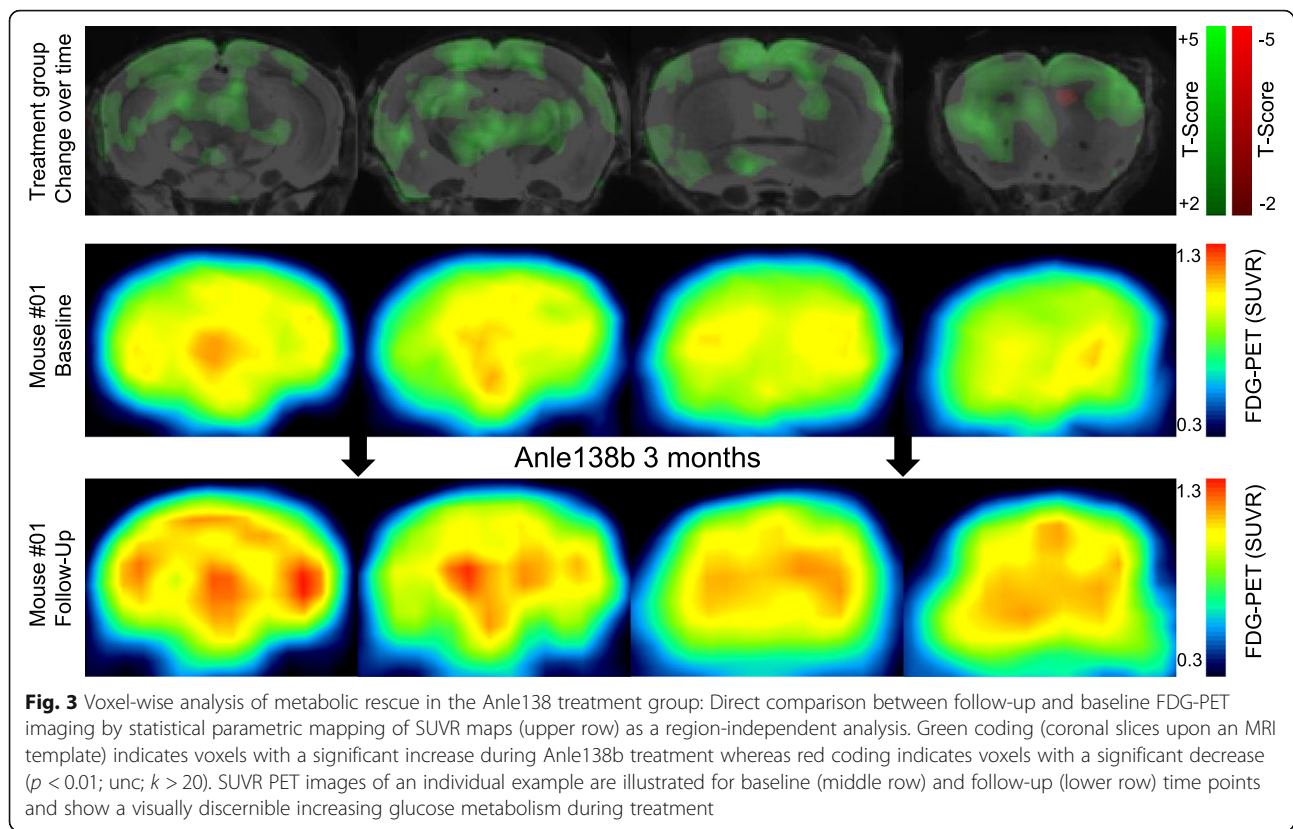 Treatment group
Change over time
+5
-5
T-Score
T-Score
+2
-2
Mouse #01
Baseline
1.3
FDG-PET (SUVR)
0.3
Anle138b 3 months
Mouse #01
Follow-Up
1.3
FDG-PET (SUVR)
0.3
Fig. 3 Voxel-wise analysis of metabolic rescue in the Anle138 treatment group: Direct comparison between follow-up and baseline FDG-PET
imaging by statistical parametric mapping of SUVR maps (upper row) as a region-independent analysis. Green coding (coronal slices upon an MRI
template) indicates voxels with a significant increase during Anle138b treatment whereas red coding indicates voxels with a significant decrease
(p < 0.01; unc; k > 20). SUVR PET images of an individual example are illustrated for baseline (middle row) and follow-up (lower row) time points
and show a visually discernible increasing glucose metabolism during treatment